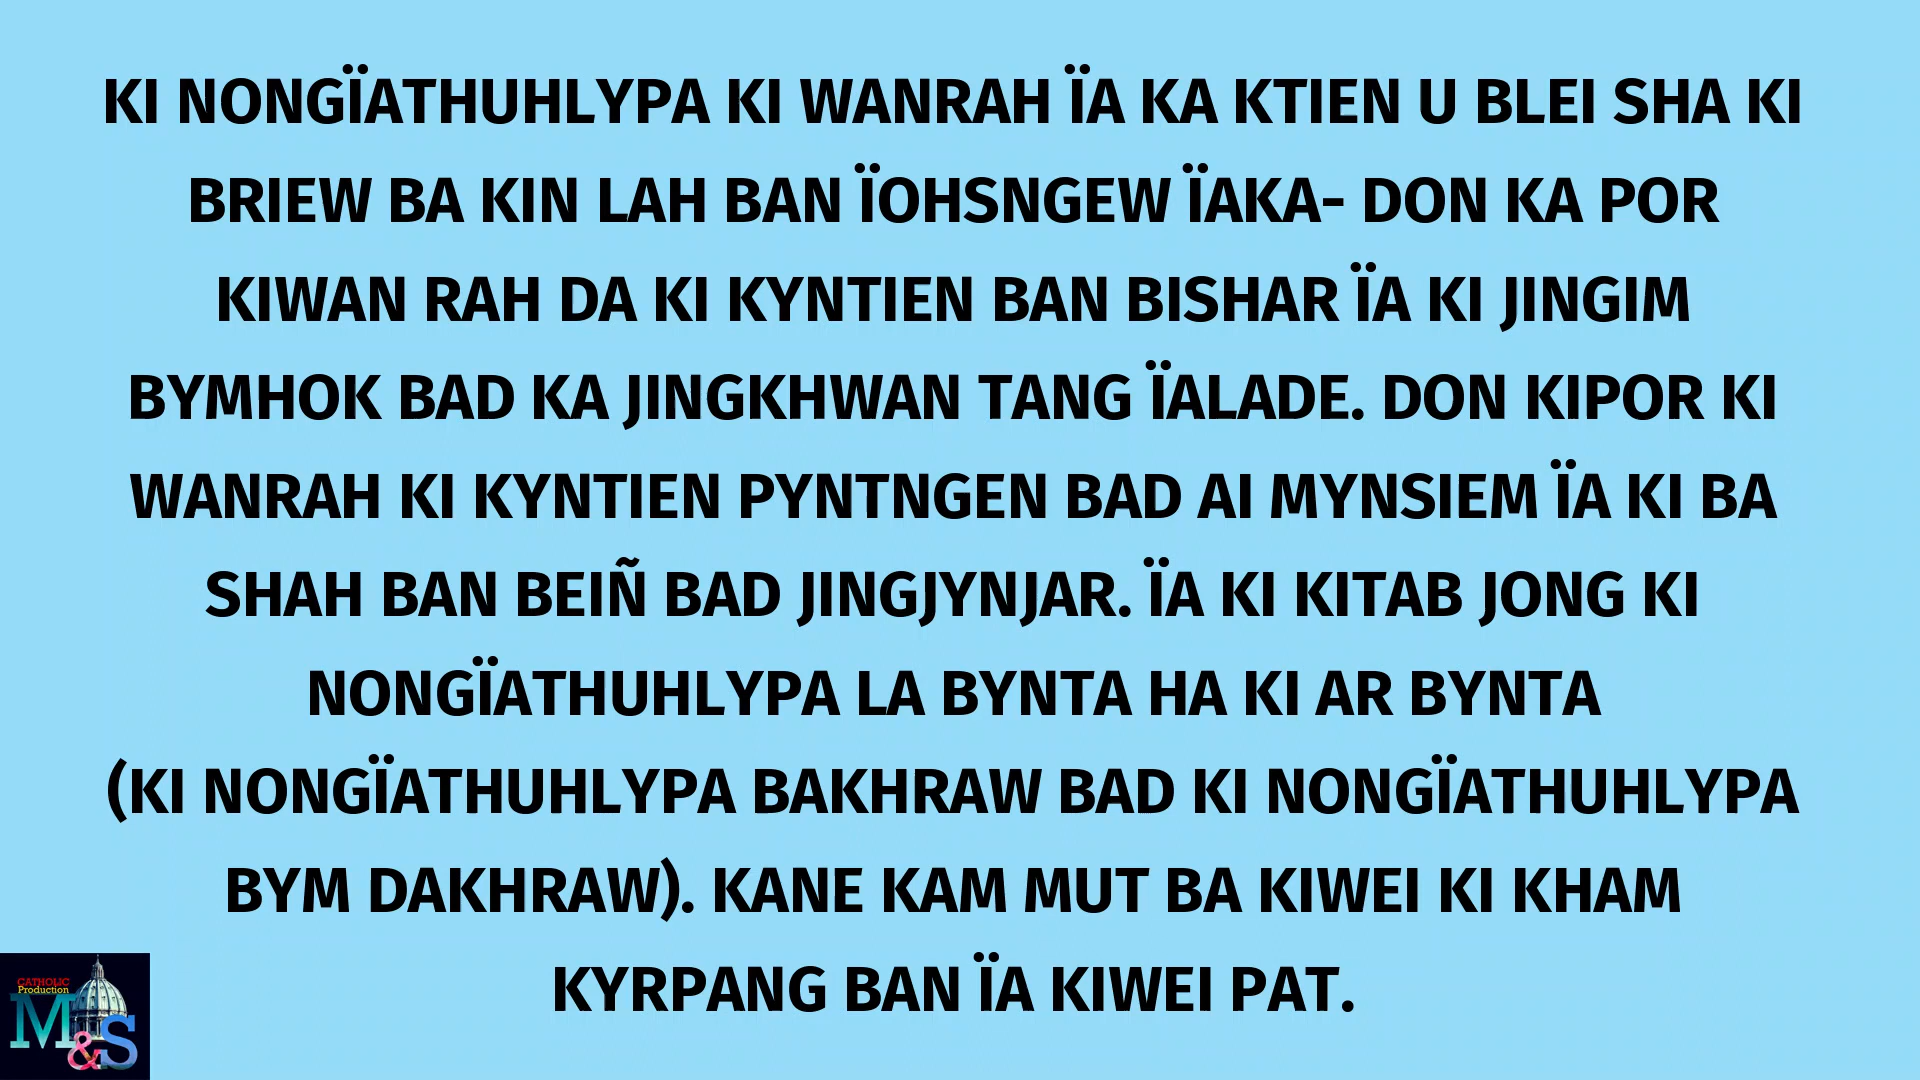 KI NONGÏATHUHLYPA KI WANRAH ÏA KA KTIEN U BLEI SHA KI
BRIEW BA KIN LAH BAN ÏOHSNGEW ÏAKA- DON KA POR
KIWAN RAH DA KI KYNTIEN BAN BISHAR ÏA KI JINGIM
BYMHOK BAD KA JINGKHWAN TANG ÏALADE. DON KIPOR KI
WANRAH KI KYNTIEN PYNTNGEN BAD AI MYNSIEM ÏA KI BA
SHAH BAN BEIÑ BAD JINGJYNJAR. ÏA KI KITAB JONG KI
NONGÏATHUHLYPA LA BYNTA HA KI AR BYNTA
(KI NONGÏATHUHLYPA BAKHRAW BAD KI NONGÏATHUHLYPA
BYM DAKHRAW). KANE KAM MUT BA KIWEI KI KHAM
KYRPANG BAN ÏA KIWEI PAT.
CATHOLIC
Production
M&S